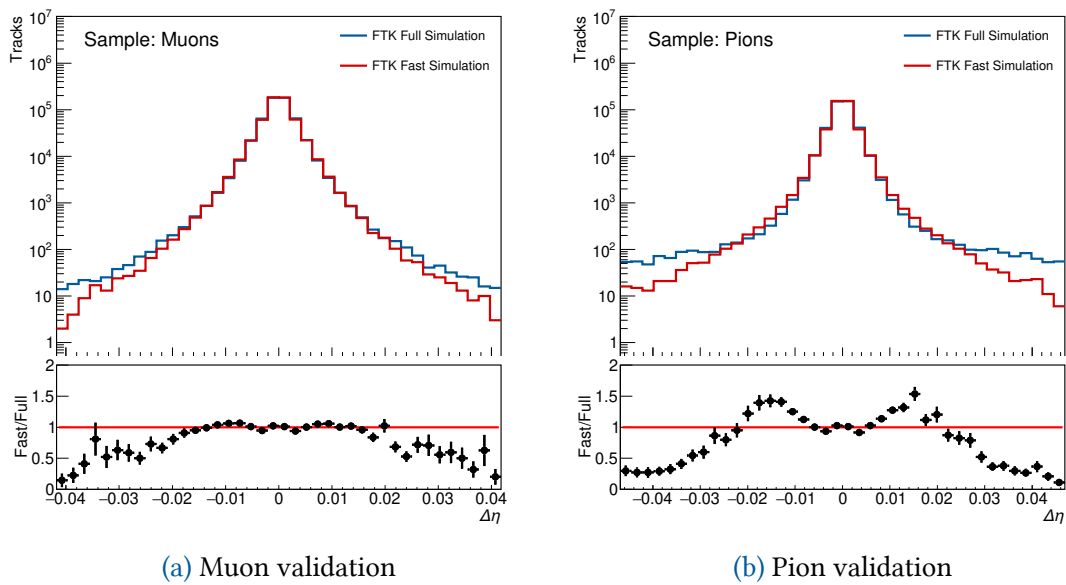 Tracks
10^7
10^6
10^5
10^4
10^3
10^2
10
1
Sample: Muons
FTK Full Simulation
FTK Fast Simulation
Fast/Full
2
1.5
1
0.5
0
−0.04 −0.03 −0.02 −0.01 0 0.01 0.02 0.03 0.04
Δη
(a) Muon validation
Tracks
10^7
10^6
10^5
10^4
10^3
10^2
10
1
Sample: Pions
FTK Full Simulation
FTK Fast Simulation
Fast/Full
2
1.5
1
0.5
0
−0.04 −0.03 −0.02 −0.01 0 0.01 0.02 0.03 0.04
Δη
(b) Pion validation